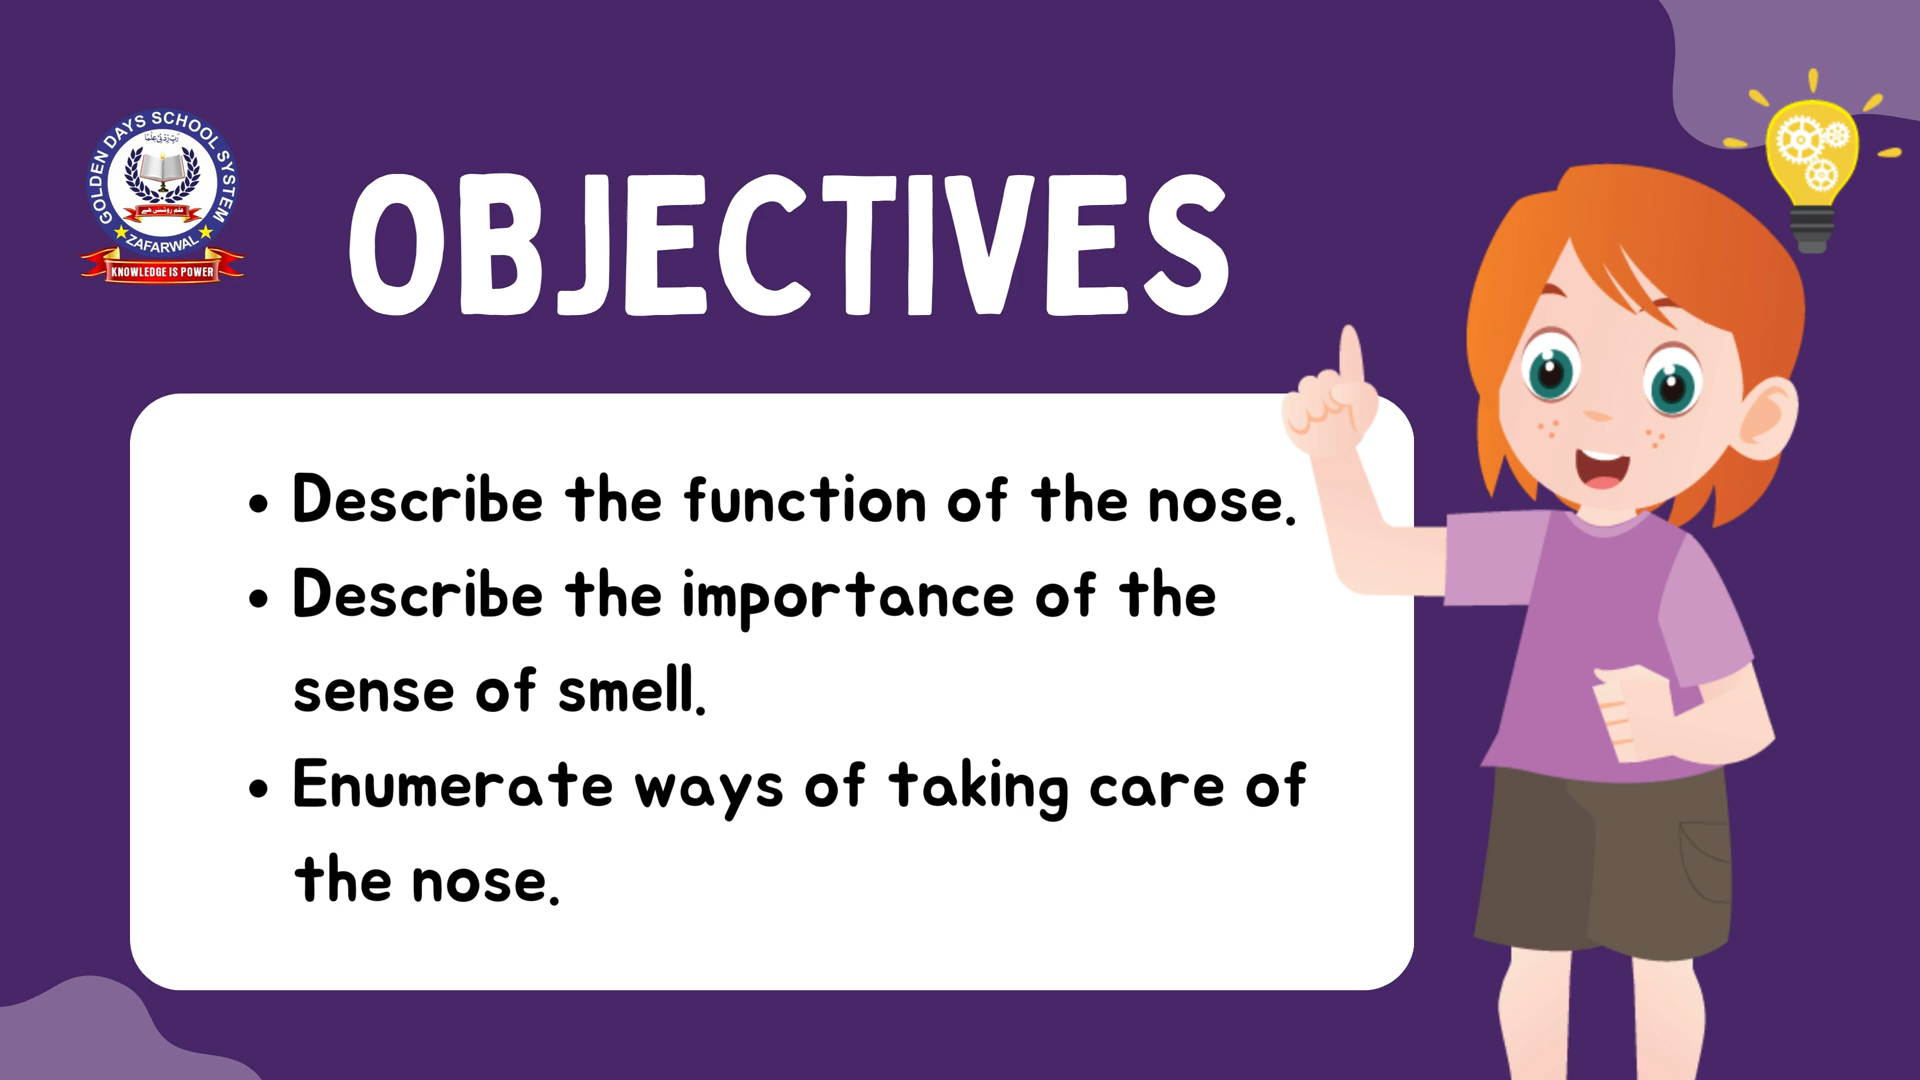 GOLDEN DAYS SCHOOL SYSTEM
ZAFARWAL
KNOWLEDGE IS POWER
OBJECTIVES
• Describe the function of the nose.
• Describe the importance of the
sense of smell.
• Enumerate ways of taking care of
the nose.